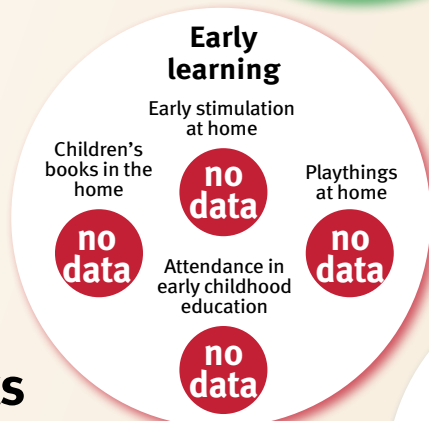 Early
learning
Early stimulation
at home
no
data
Children's
books in the
home
no
data
Playthings
at home
no
data
Attendance in
early childhood
education
no
data